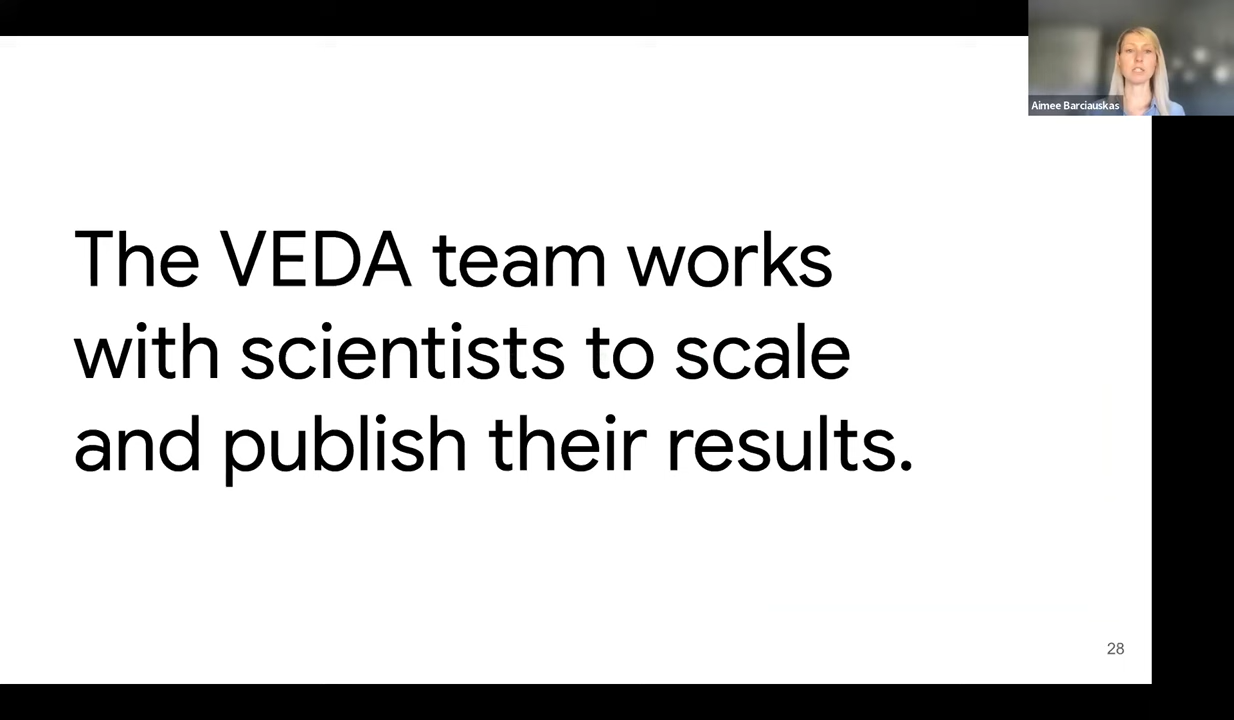 Aimee Barciauskas
The VEDA team works
with scientists to scale
and publish their results.
28